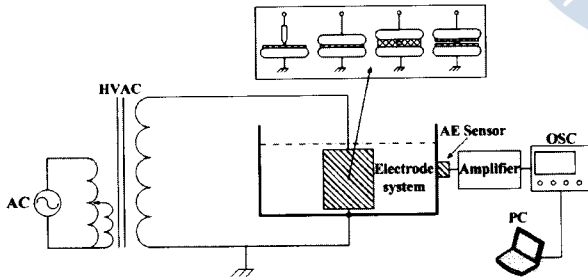 HVAC
AE Sensor
OSC
Electrode
system
Amplifier
AC
PC